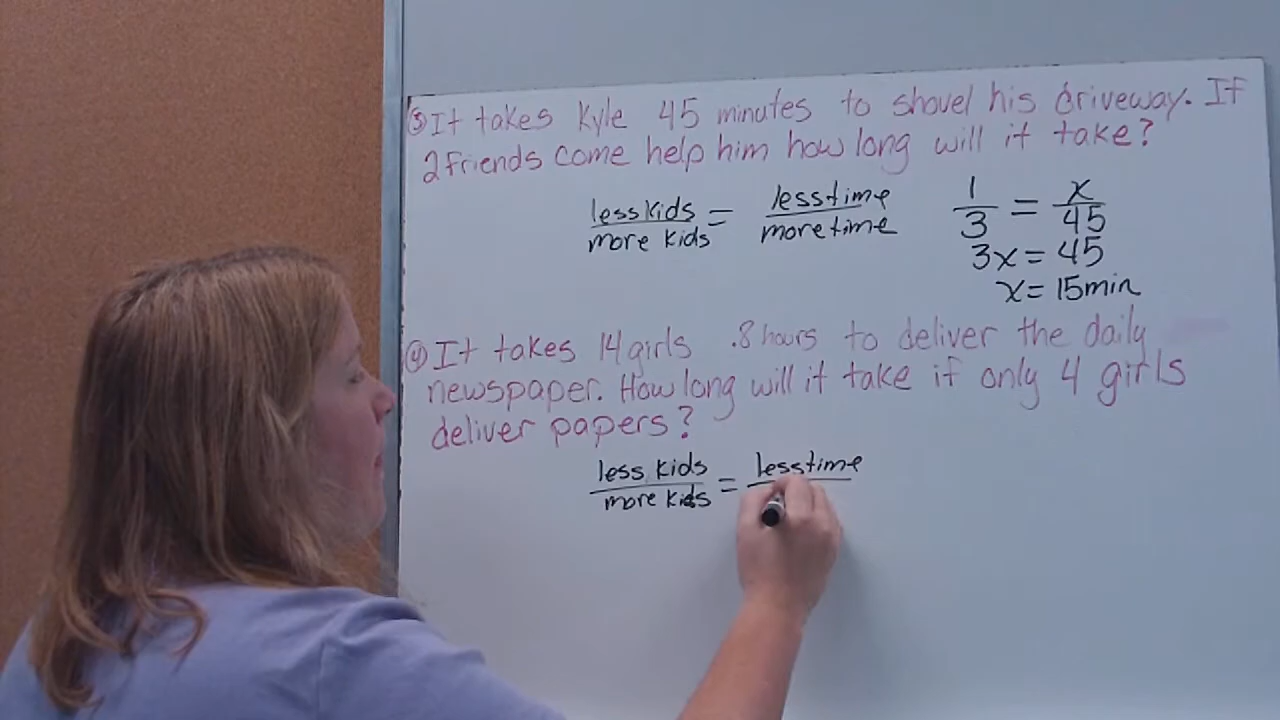 ③ It takes Kyle 45 minutes to shovel his driveway. If
2 friends come help him how long will it take?
less kids / more kids = less time / more time
1/3 = x/45
3x = 45
x = 15min
④ It takes 14 girls .8 hours to deliver the daily
newspaper. How long will it take if only 4 girls
deliver papers?
less kids / more kids = less time